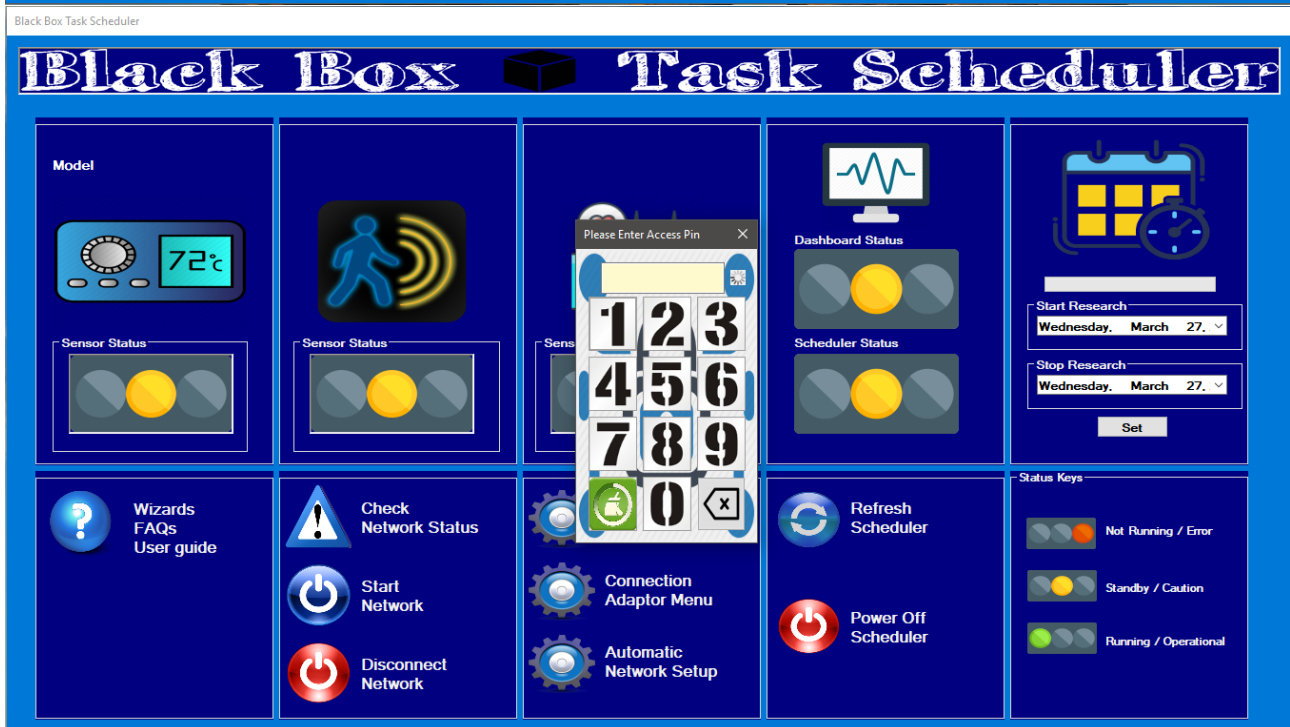 Black Box Task Scheduler
Black Box Task Scheduler
Model
72°c
Sensor Status
Sensor Status
Sens
Please Enter Access Pin
1 2 3
4 5 6
7 8 9
0 x
Dashboard Status
Scheduler Status
Start Research
Wednesday, March 27,
Stop Research
Wednesday, March 27,
Set
?
Wizards
FAQs
User guide
!
Check
Network Status
Start
Network
Disconnect
Network
Connection
Adaptor Menu
Automatic
Network Setup
Refresh
Scheduler
Power Off
Scheduler
Status Keys
Not Running / Error
Standby / Caution
Running / Operational